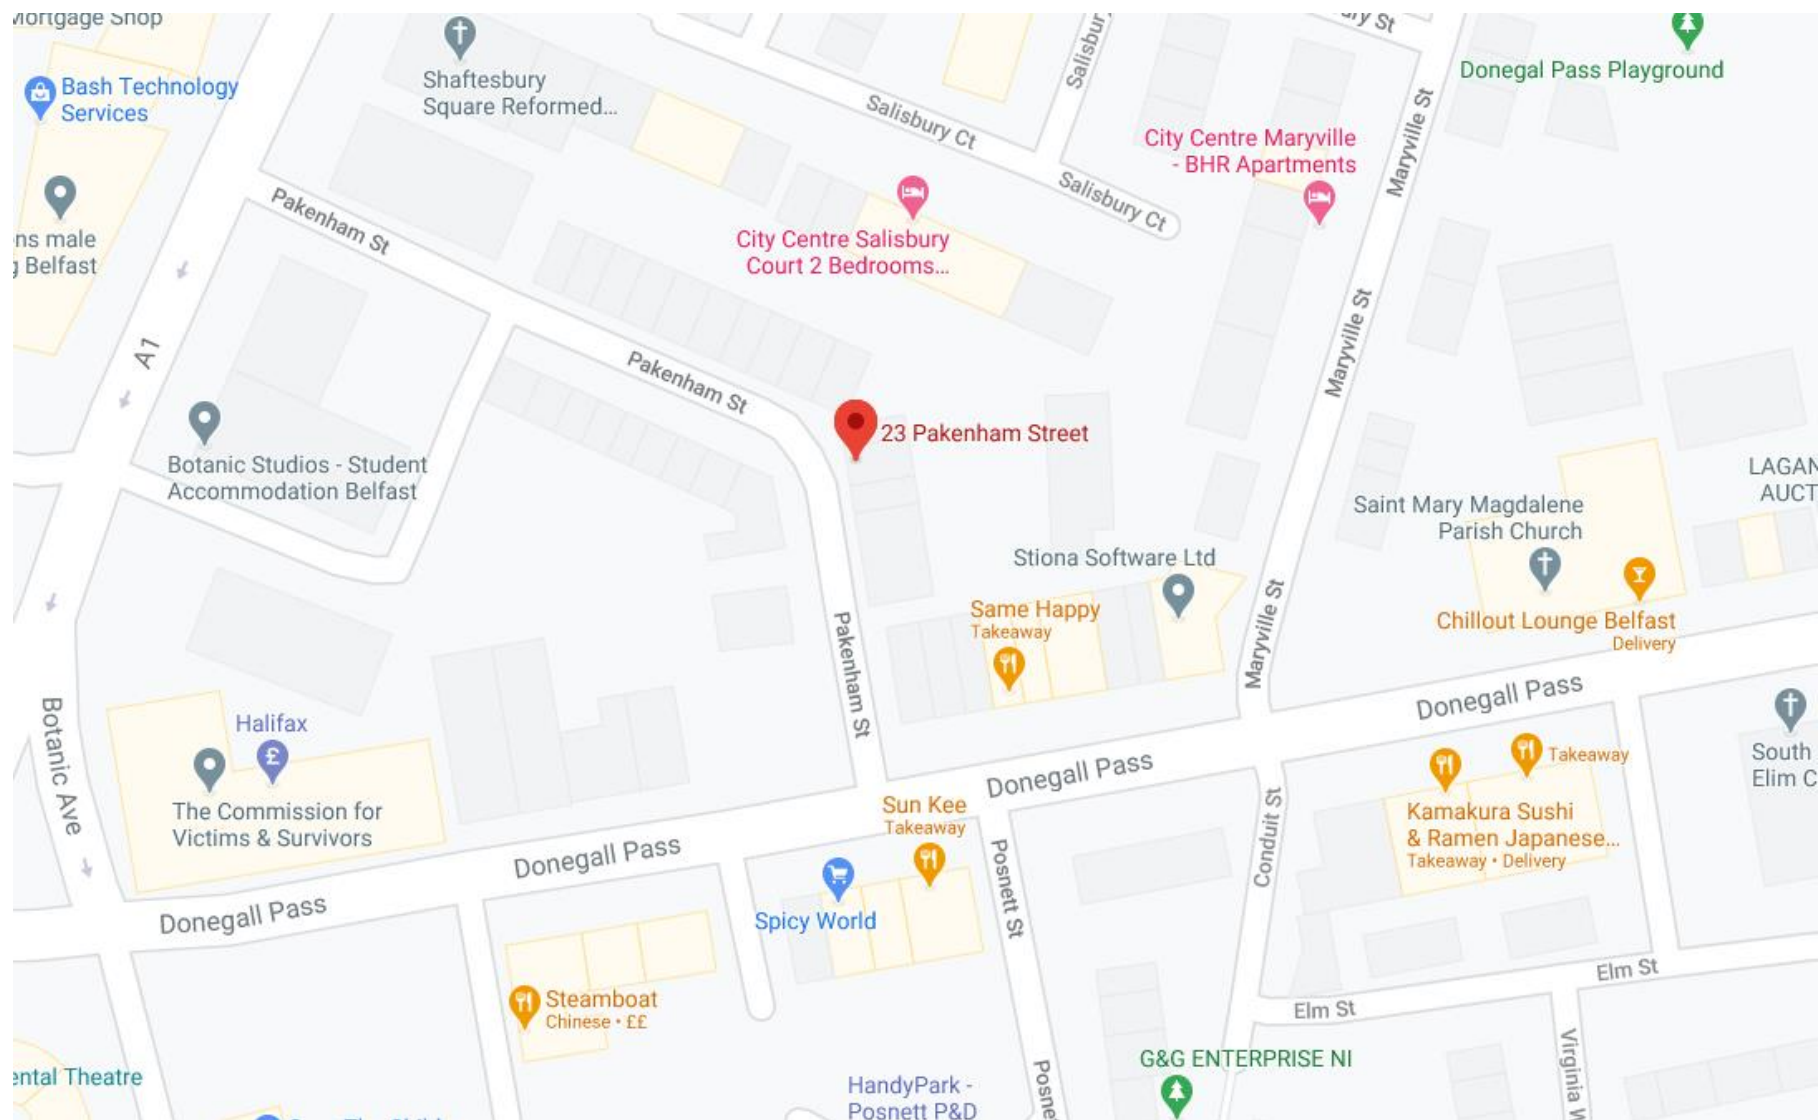 Mortgage Shop
Bash Technology
Services
Shaftesbury
Square Reformed...
Salisbury Ct
Salisbury
Salisbury Ct
Donegal Pass Playground
City Centre Maryville
- BHR Apartments
Maryville St
Pakenham St
ns male
Belfast
City Centre Salisbury
Court 2 Bedrooms...
Maryville St
A1
Pakenham St
23 Pakenham Street
Botanic Studios - Student
Accommodation Belfast
LAGAN
AUCT
Saint Mary Magdalene
Parish Church
Stiona Software Ltd
Same Happy
Takeaway
Maryville St
Chillout Lounge Belfast
Delivery
Pakenham St
Botanic Ave
Halifax
£
The Commission for
Victims & Survivors
Donegall Pass
Donegall Pass
Takeaway
South
Elim C
Kamakura Sushi
& Ramen Japanese...
Takeaway • Delivery
Sun Kee
Takeaway
Conduit St
Posnett St
Donegall Pass
Donegall Pass
Spicy World
Elm St
Elm St
Steamboat
Chinese • ££
Virginia W
G&G ENTERPRISE NI
ental Theatre
HandyPark -
Posnett P&D
Posne